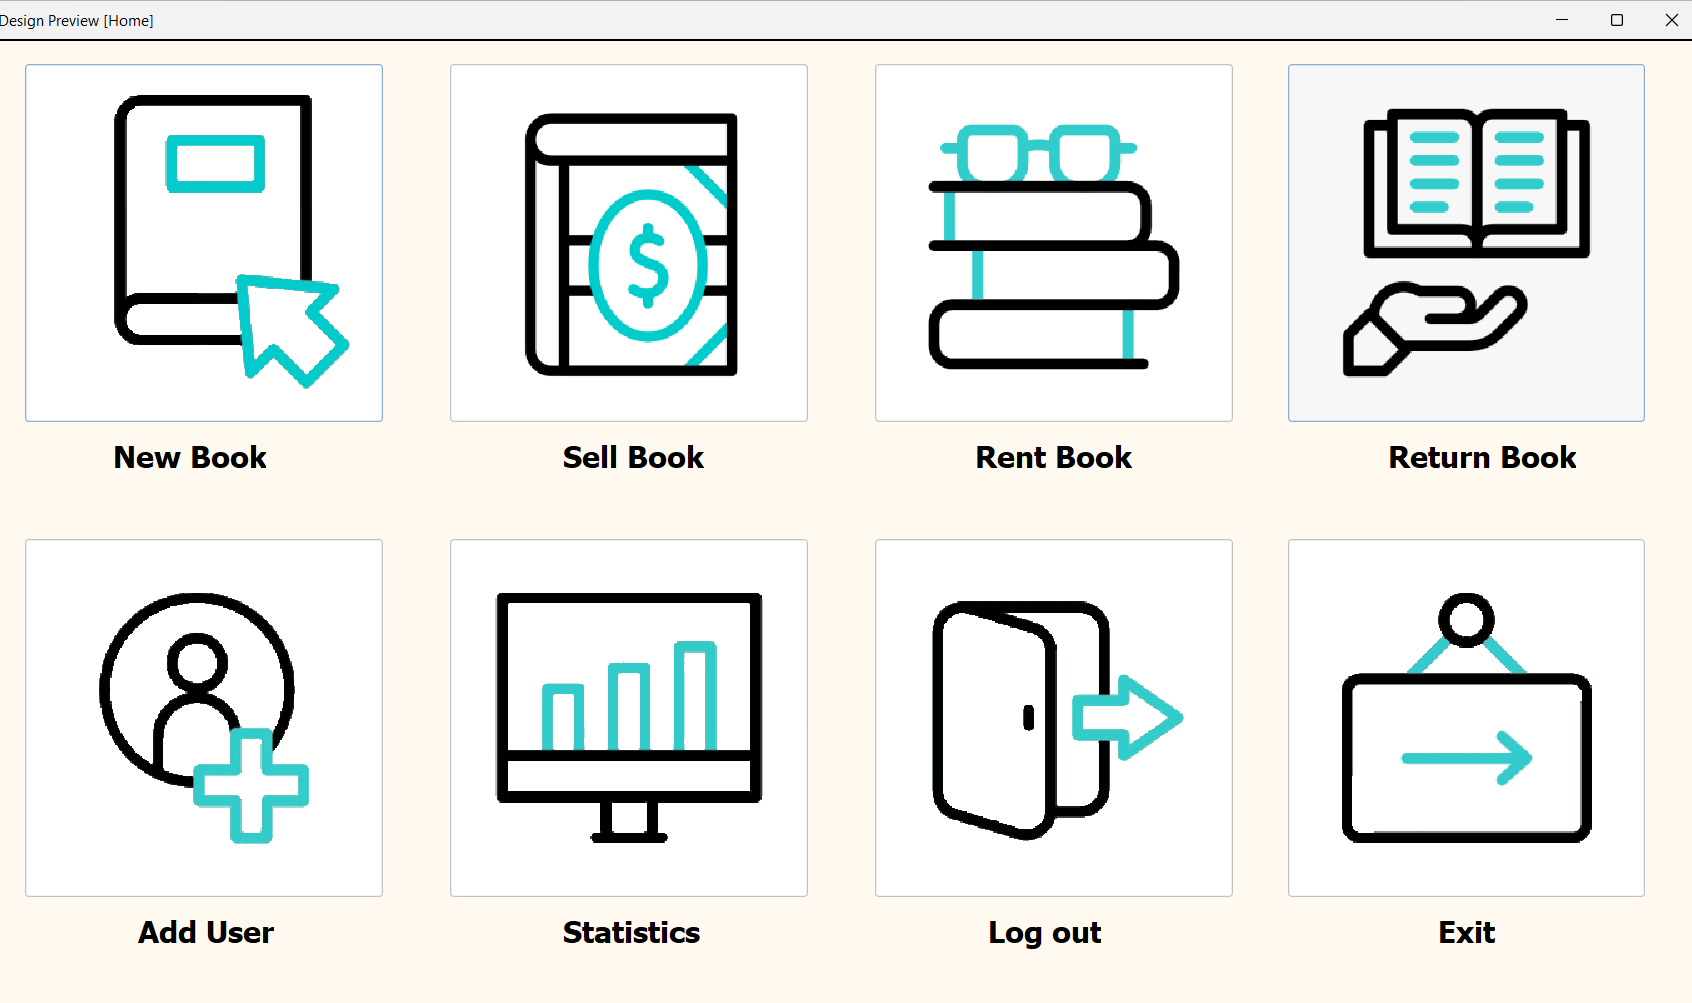 Design Preview [Home]
New Book
Sell Book
Rent Book
Return Book
Add User
Statistics
Log out
Exit
$